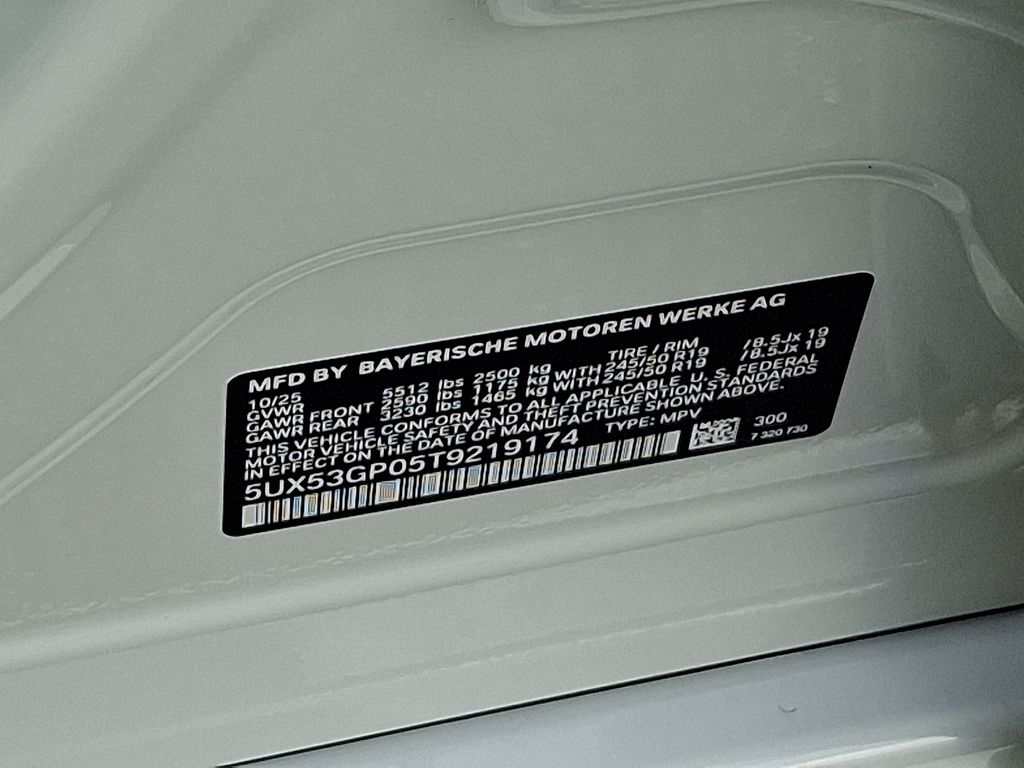 MFD BY BAYERISCHE MOTOREN WERKE AG
10/25 TIRE / RIM
GVWR 5512 lbs 2500 kg
GAWR FRONT 2590 lbs 1175 kg WITH 245/50 R19 /8.5Jx 19
GAWR REAR 3230 lbs 1465 kg WITH 245/50 R19 /8.5Jx 19
THIS VEHICLE CONFORMS TO ALL APPLICABLE U. S. FEDERAL
MOTOR VEHICLE SAFETY AND THEFT PREVENTION STANDARDS
IN EFFECT ON THE DATE OF MANUFACTURE SHOWN ABOVE.
5UX53GP05T9219174 TYPE: MPV 300
7 320 730